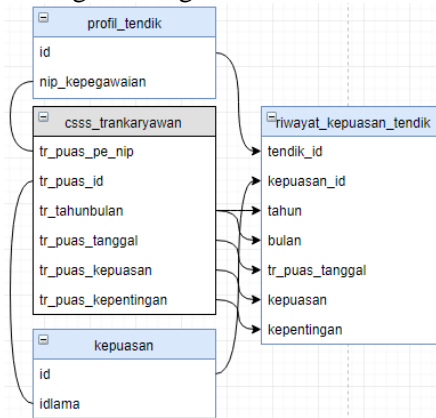 profil_tendik
id
nip_kepegawaian
csss_trankaryawan
tr_puas_pe_nip
tr_puas_id
tr_tahunbulan
tr_puas_tanggal
tr_puas_kepuasan
tr_puas_kepentingan
kepuasan
id
idlama
riwayat_kepuasan_tendik
tendik_id
kepuasan_id
tahun
bulan
tr_puas_tanggal
kepuasan
kepentingan